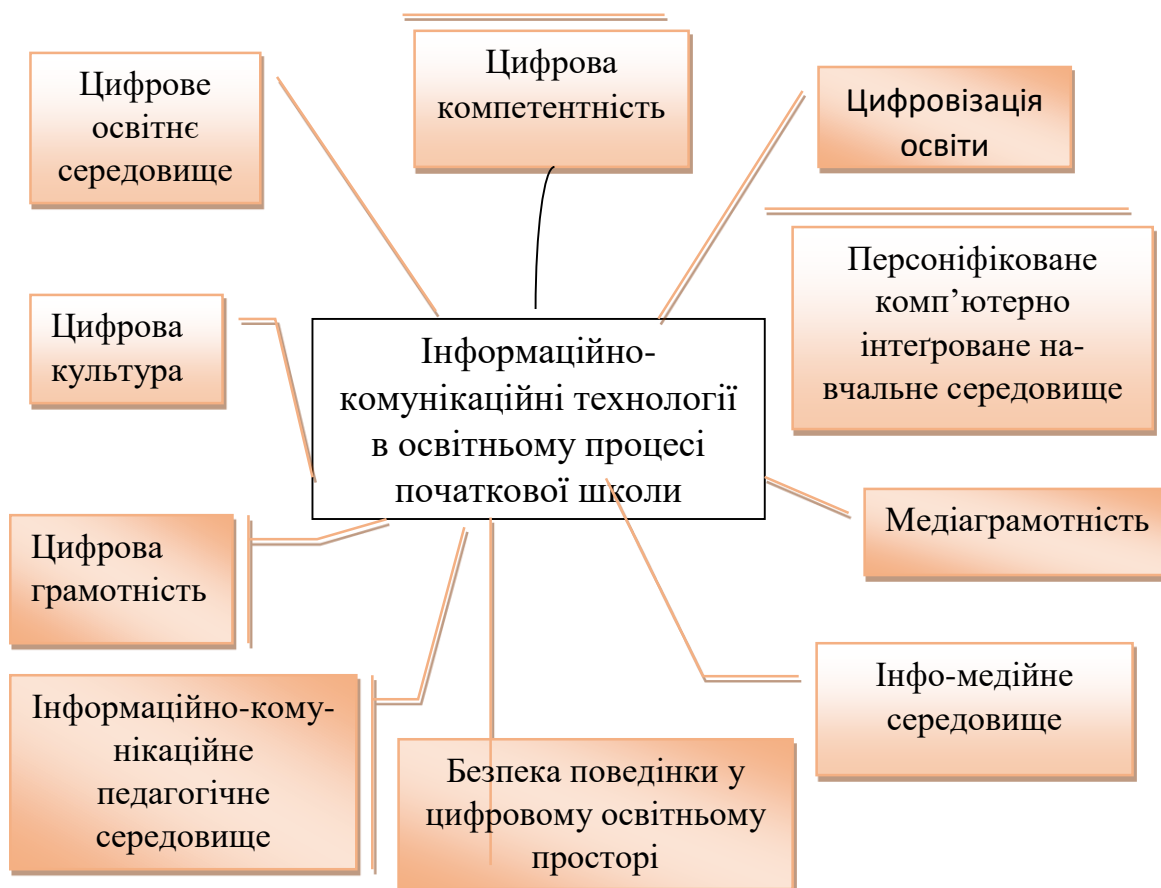 Цифрове
освітнє
середовище
Цифрова
компетентність
Цифровізація
освіти
Персоніфіковане
комп’ютерно
інтеґроване на-
вчальне середовище
Цифрова
культура
Інформаційно-
комунікаційні технології
в освітньому процесі
початкової школи
Медіаграмотність
Цифрова
грамотність
Інфо-медійне
середовище
Інформаційно-кому-
нікаційне
педагогічне
середовище
Безпека поведінки у
цифровому освітньому
просторі